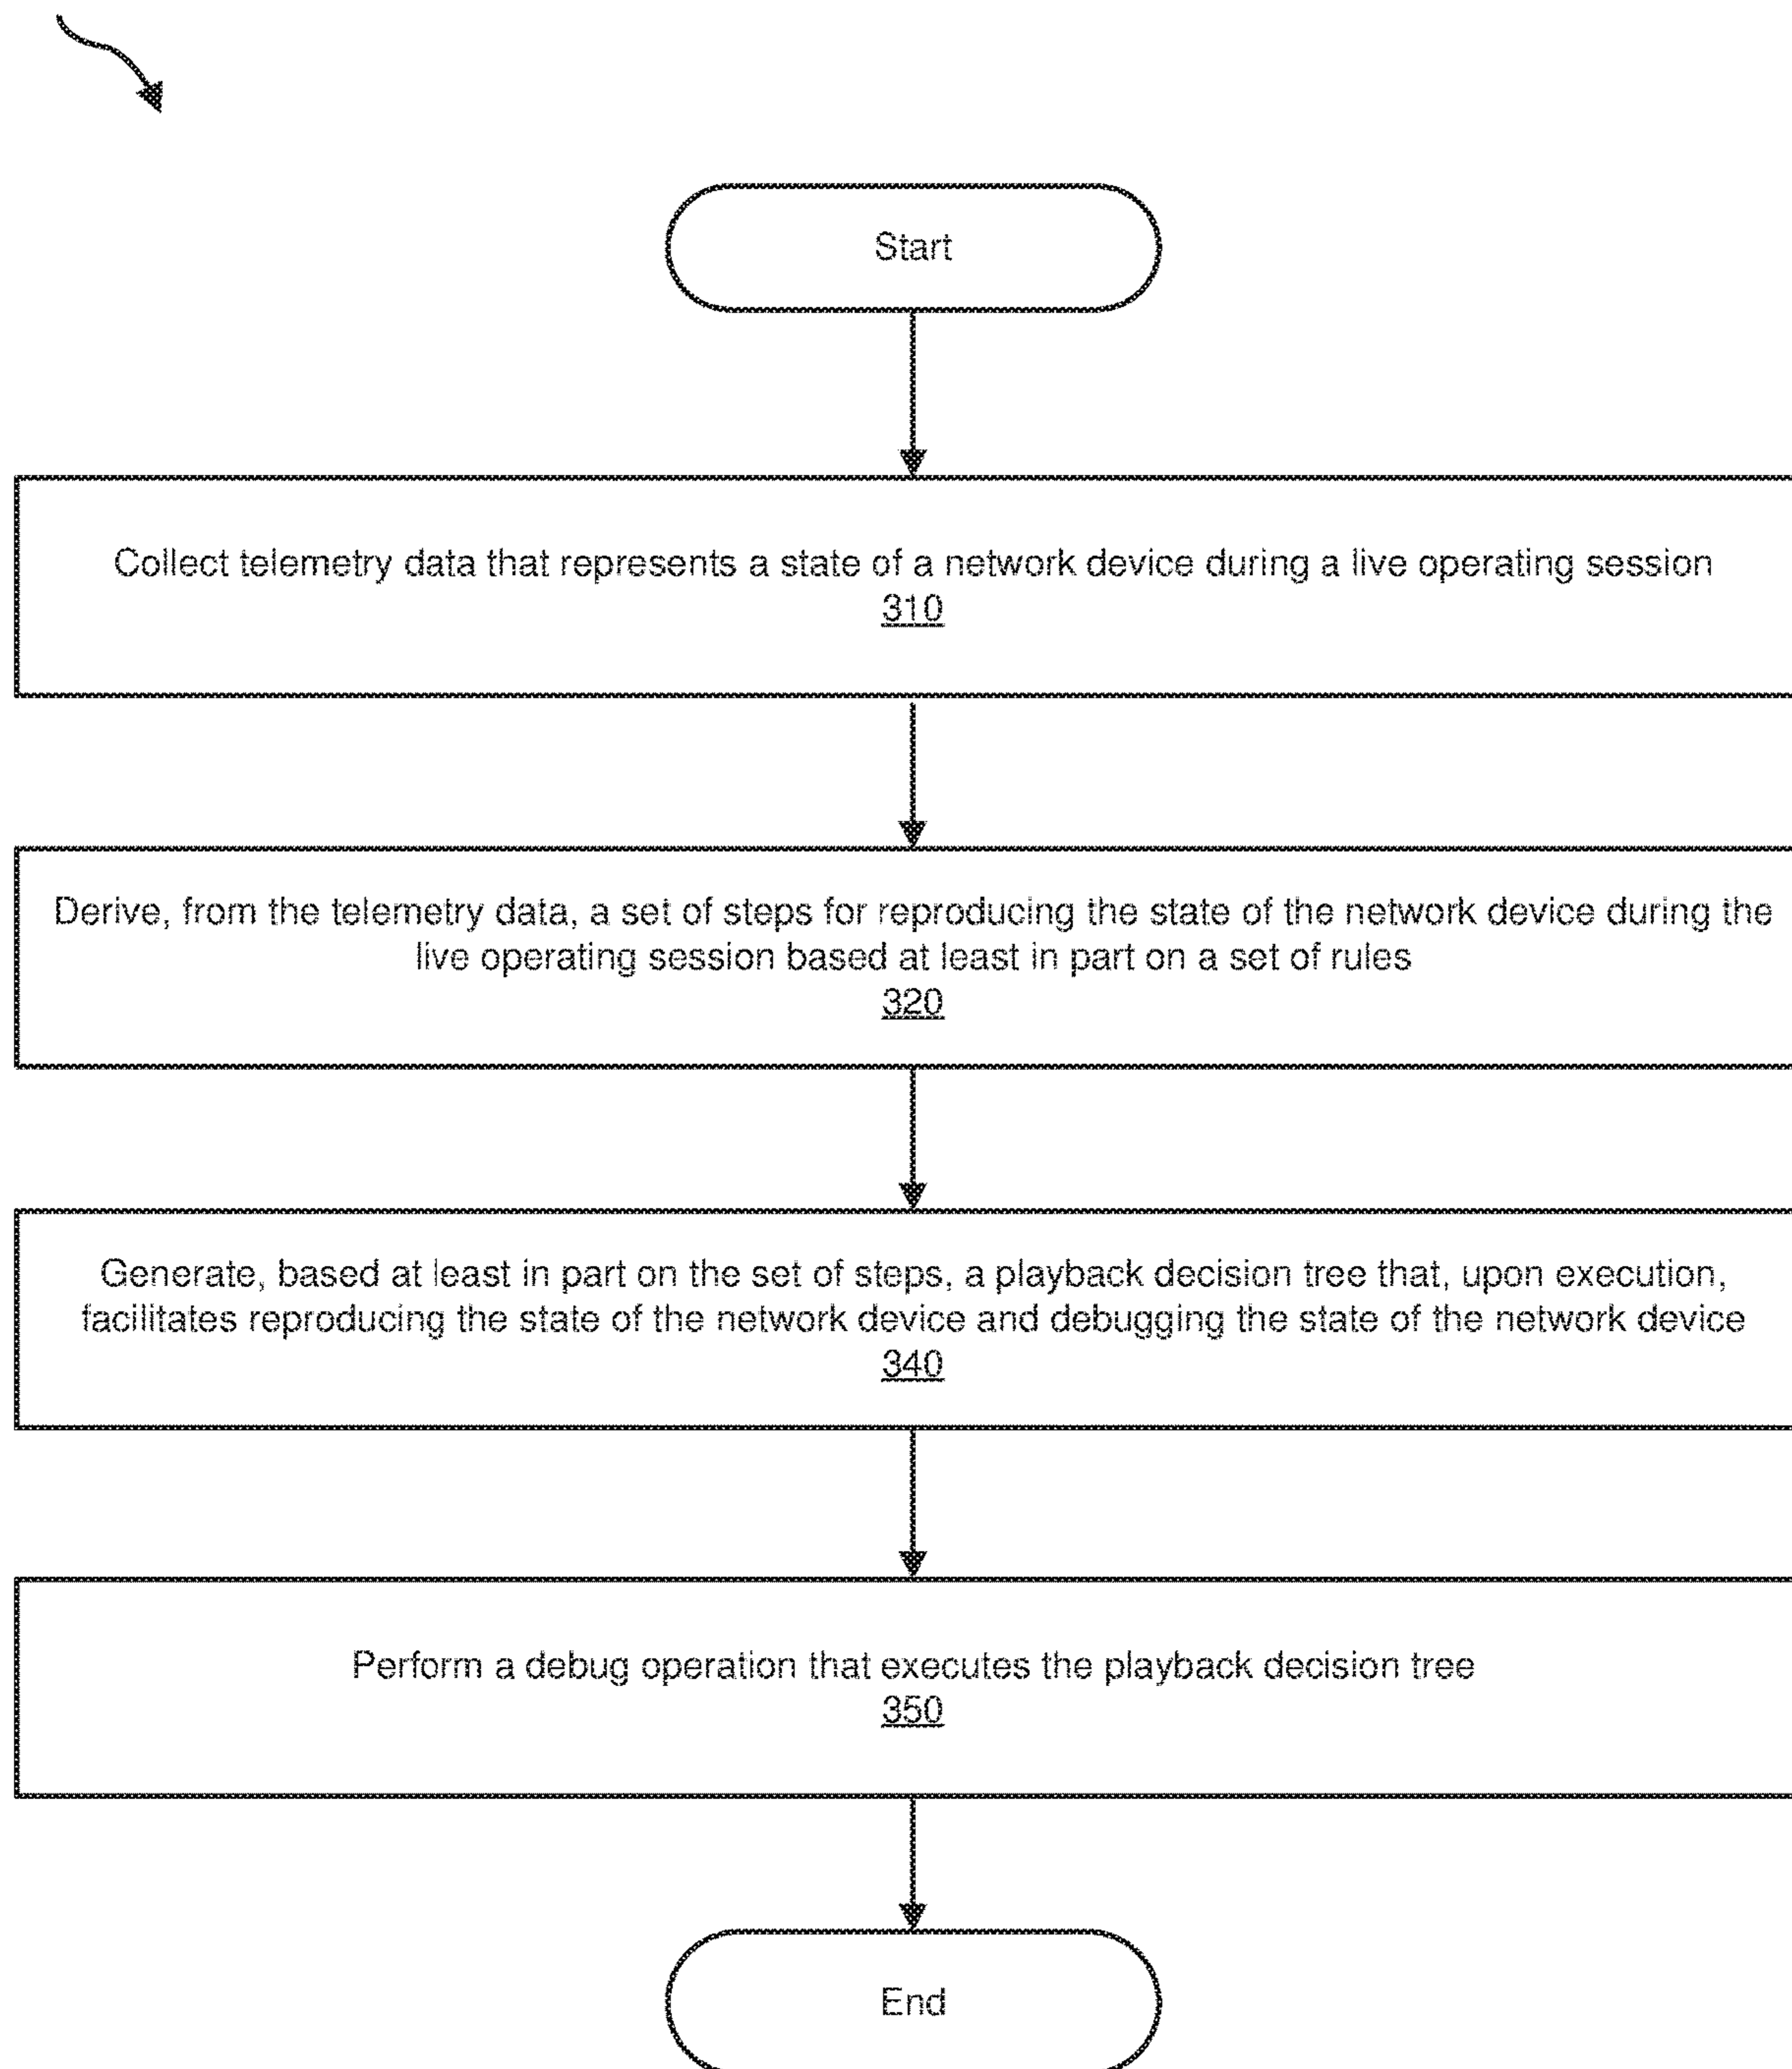 Start
Collect telemetry data that represents a state of a network device during a live operating session
310
Derive, from the telemetry data, a set of steps for reproducing the state of the network device during the
live operating session based at least in part on a set of rules
320
Generate, based at least in part on the set of steps, a playback decision tree that, upon execution,
facilitates reproducing the state of the network device and debugging the state of the network device
340
Perform a debug operation that executes the playback decision tree
350
End